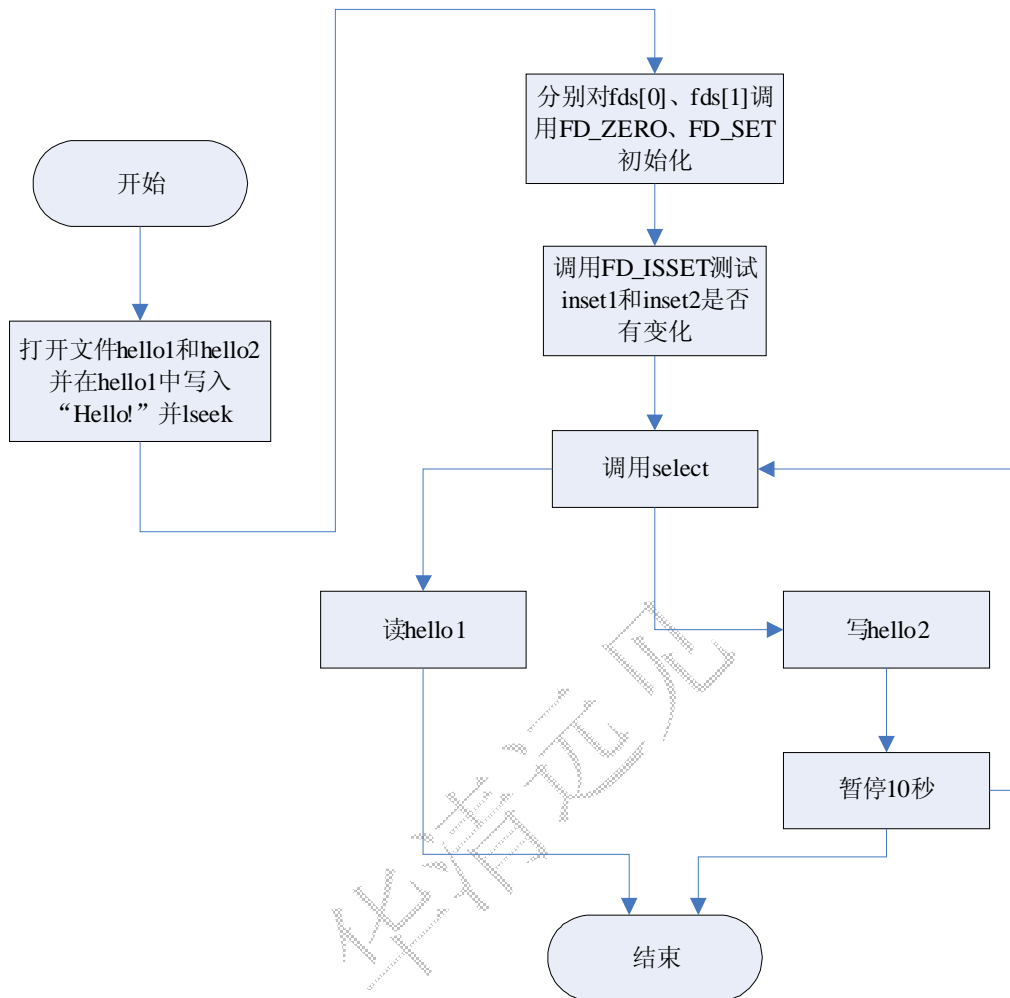 开始
打开文件hello1和hello2
并在hello1中写入
“Hello!”并lseek
分别对fds[0]、fds[1]调
用FD_ZERO、FD_SET
初始化
调用FD_ISSET测试
inset1和inset2是否
有变化
调用select
读hello1
写hello2
暂停10秒
结束
华清远见